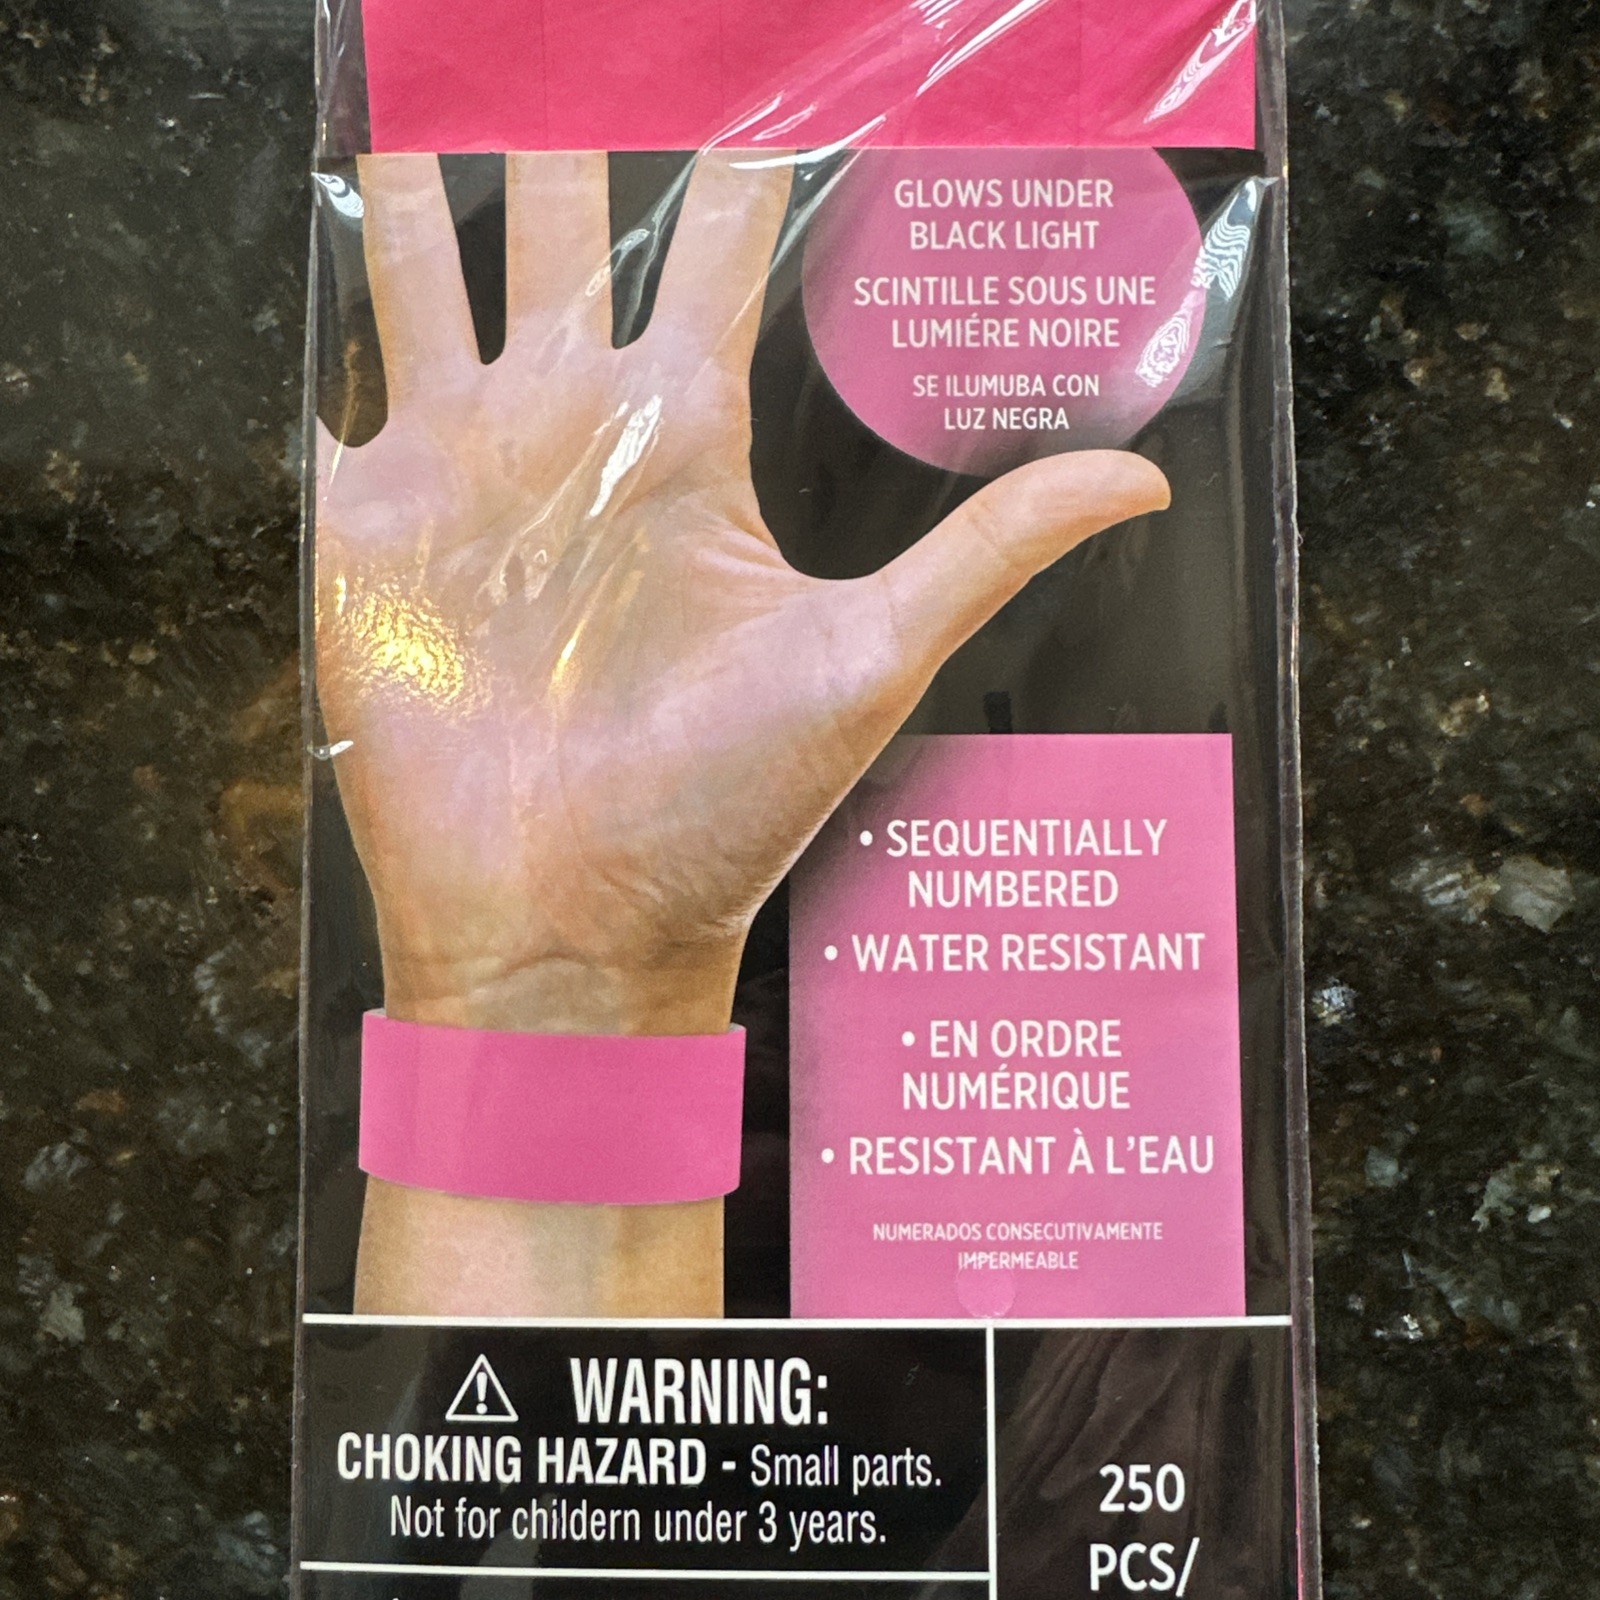 GLOWS UNDER
BLACK LIGHT
SCINTILLE SOUS UNE
LUMIÉRE NOIRE
SE ILUMUBA CON
LUZ NEGRA
• SEQUENTIALLY
NUMBERED
• WATER RESISTANT
• EN ORDRE
NUMÉRIQUE
• RESISTANT À L'EAU
NUMERADOS CONSECUTIVAMENTE
IMPERMEABLE
WARNING:
CHOKING HAZARD - Small parts.
Not for childern under 3 years.
250
PCS/